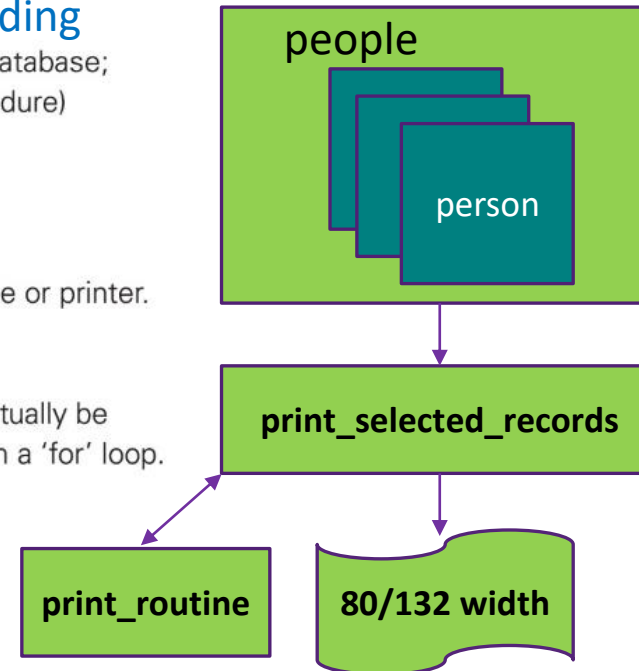 ding
atabase;
dure)
e or printer.
tually be
n a ‘for’ loop.
people
person
print_selected_records
print_routine
80/132 width